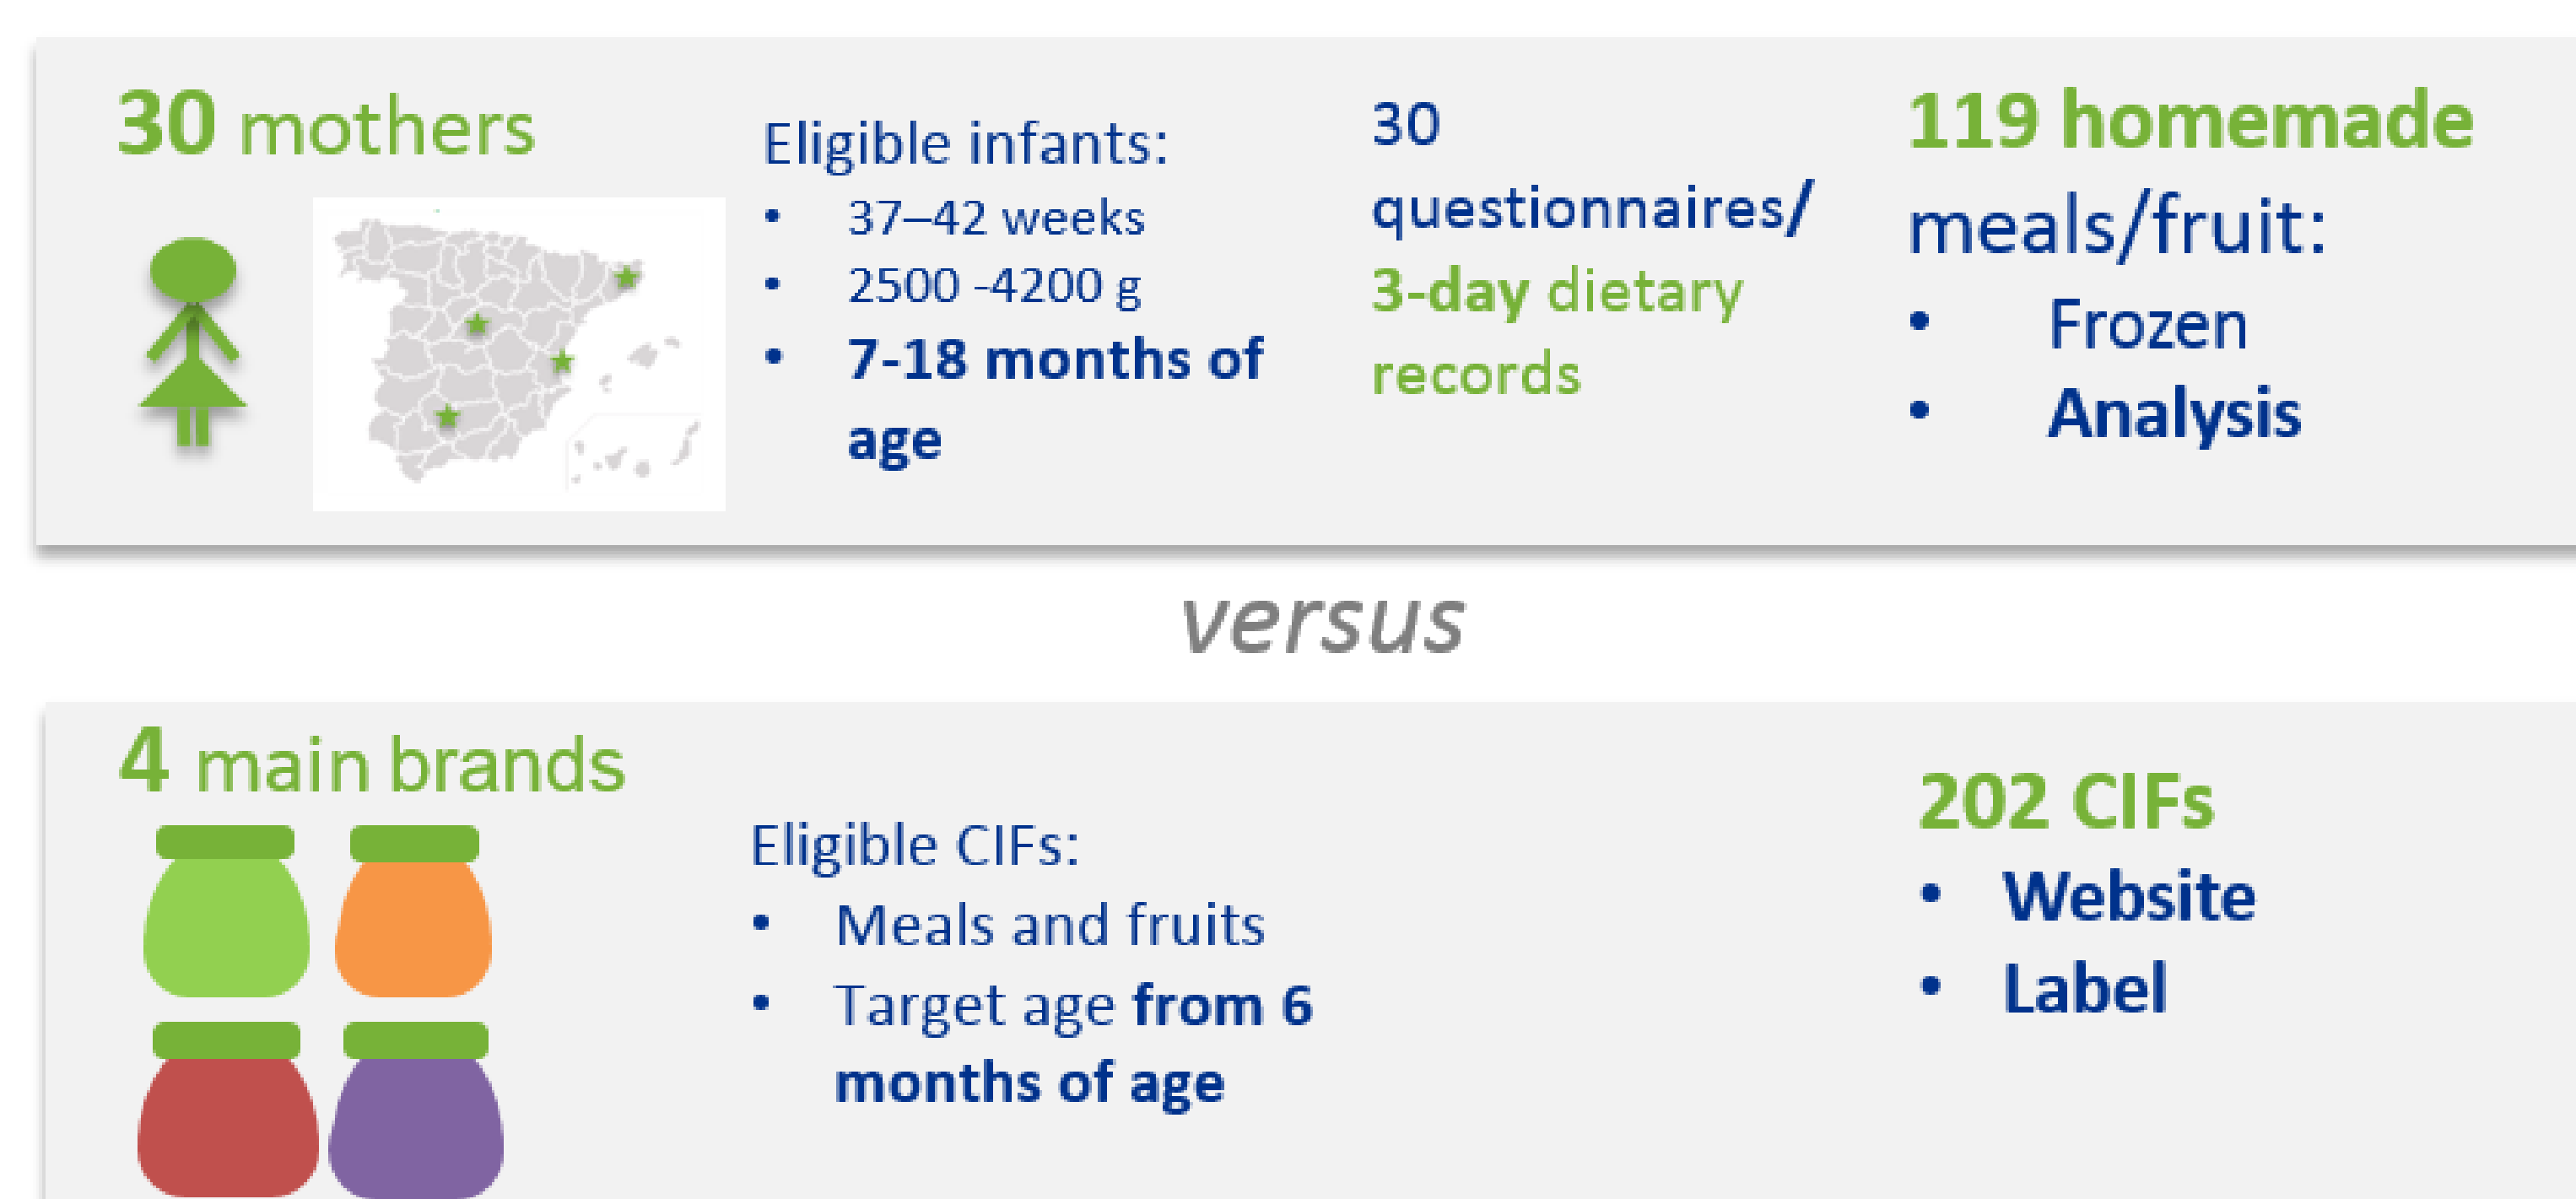 30 mothers
Eligible infants:
• 37–42 weeks
• 2500 -4200 g
• 7-18 months of
age
30
questionnaires/
3-day dietary
records
119 homemade
meals/fruit:
• Frozen
• Analysis
versus
4 main brands
Eligible CIFs:
• Meals and fruits
• Target age from 6
months of age
202 CIFs
• Website
• Label